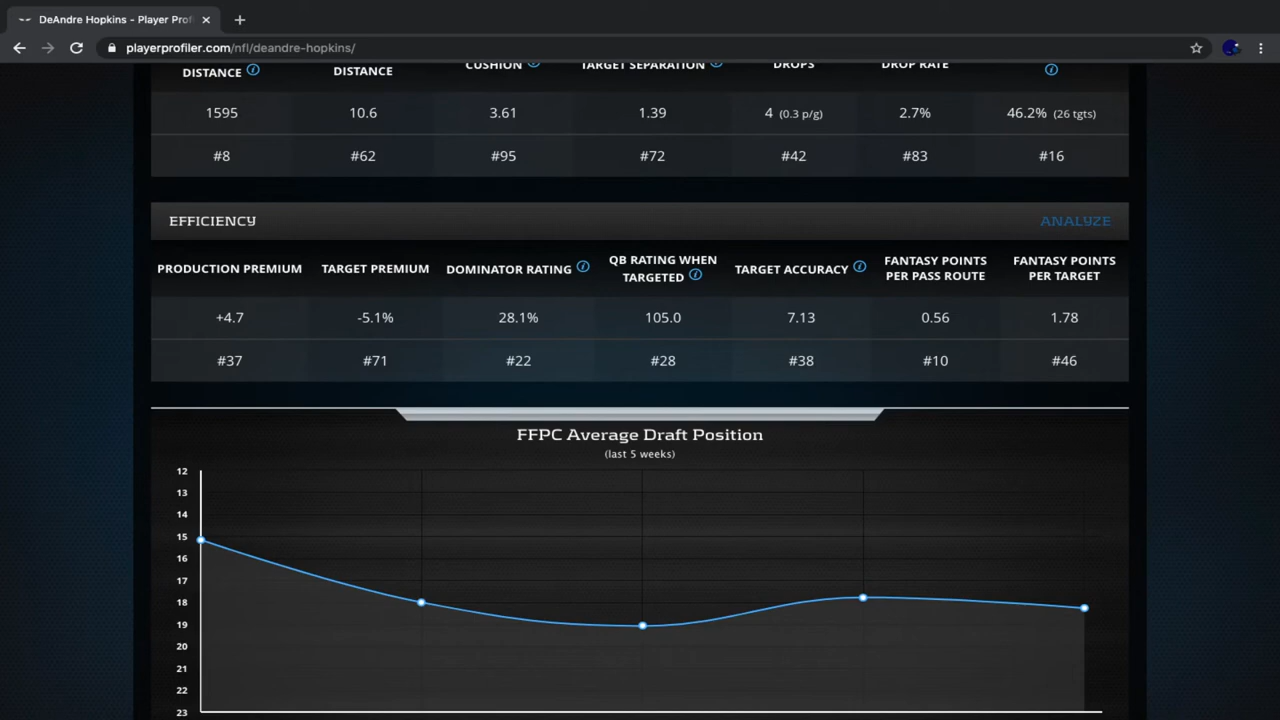 DeAndre Hopkins - Player Prof
playerprofiler.com/nfl/deandre-hopkins/
DISTANCE DISTANCE CUSHION TARGET SEPARATION DROPS DROP RATE
1595 10.6 3.61 1.39 4 (0.3 p/g) 2.7% 46.2% (26 tgts)
#8 #62 #95 #72 #42 #83 #16
EFFICIENCY ANALYZE
PRODUCTION PREMIUM TARGET PREMIUM DOMINATOR RATING QB RATING WHEN TARGETED TARGET ACCURACY FANTASY POINTS PER PASS ROUTE FANTASY POINTS PER TARGET
+4.7 -5.1% 28.1% 105.0 7.13 0.56 1.78
#37 #71 #22 #28 #38 #10 #46
FFPC Average Draft Position
(last 5 weeks)
12
13
14
15
16
17
18
19
20
21
22
23